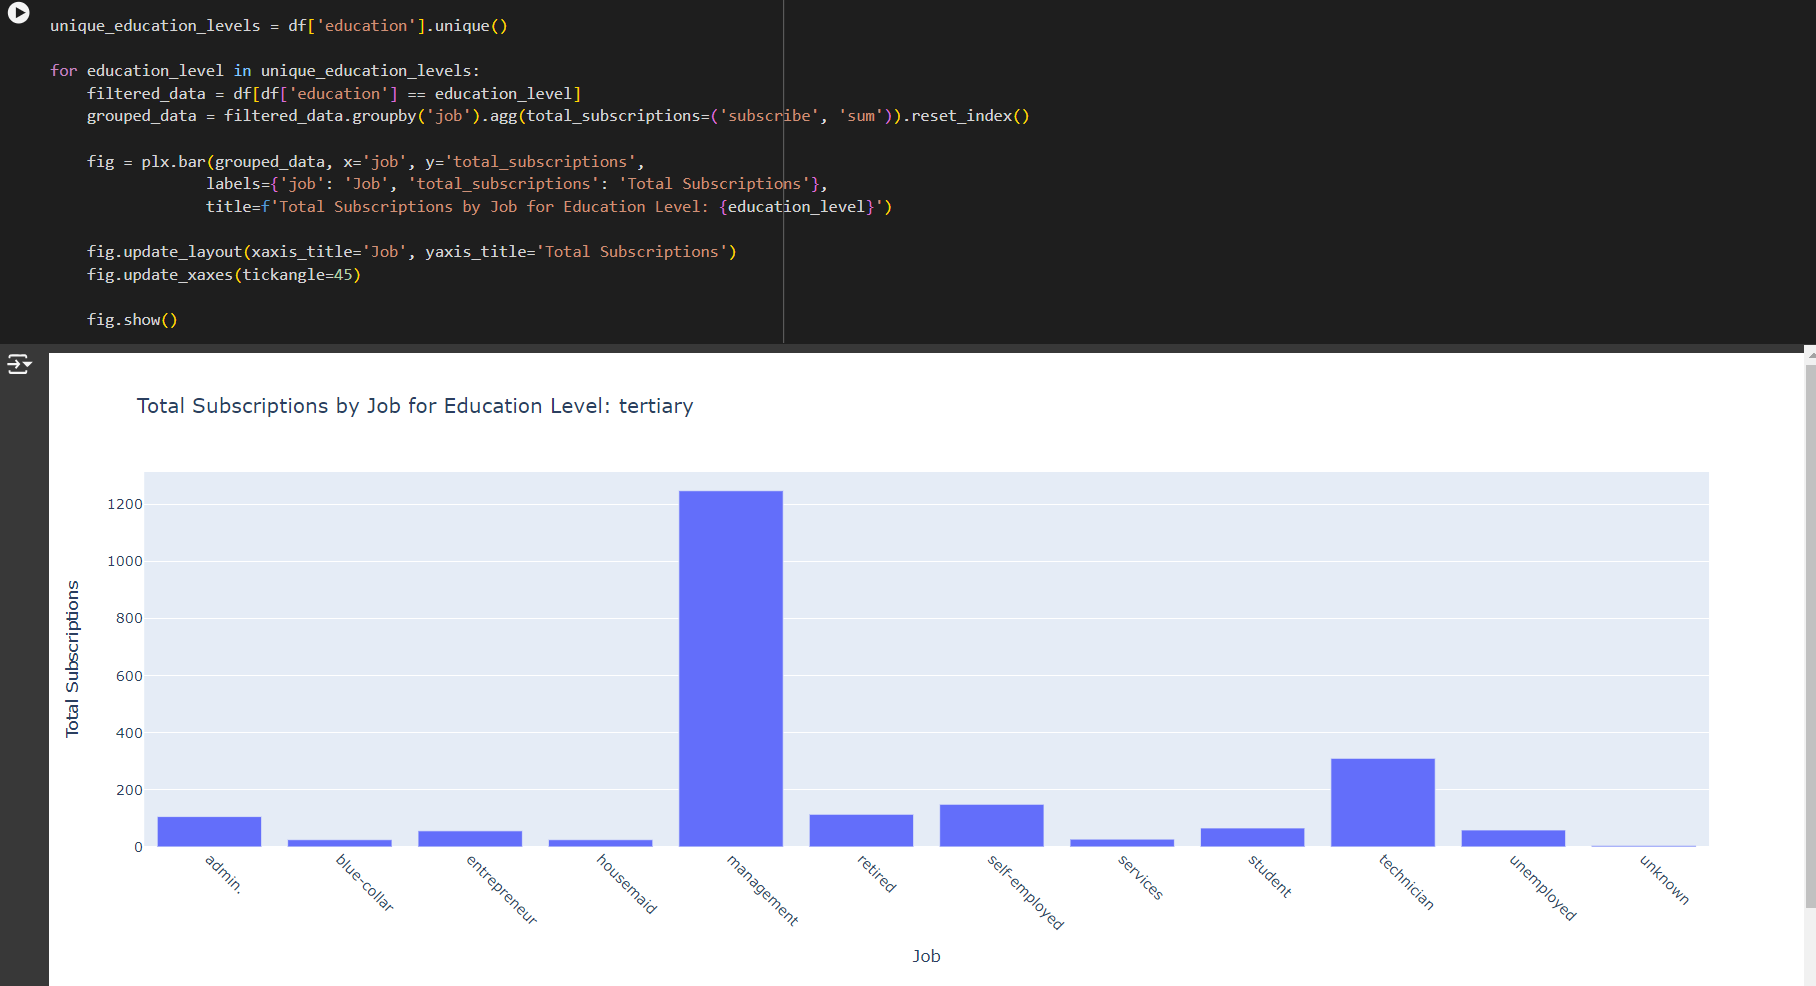 unique_education_levels = df['education'].unique()
for education_level in unique_education_levels:
    filtered_data = df[df['education'] == education_level]
    grouped_data = filtered_data.groupby('job').agg(total_subscriptions=('subscribe', 'sum')).reset_index()
    fig = plx.bar(grouped_data, x='job', y='total_subscriptions',
                 labels={'job': 'Job', 'total_subscriptions': 'Total Subscriptions'},
                 title=f'Total Subscriptions by Job for Education Level: {education_level}')
    fig.update_layout(xaxis_title='Job', yaxis_title='Total Subscriptions')
    fig.update_xaxes(tickangle=45)
    fig.show()
Total Subscriptions by Job for Education Level: tertiary
Total Subscriptions
1200
1000
800
600
400
200
0
admin.
blue-collar
entrepreneur
housemaid
management
retired
self-employed
services
student
technician
unemployed
unknown
Job